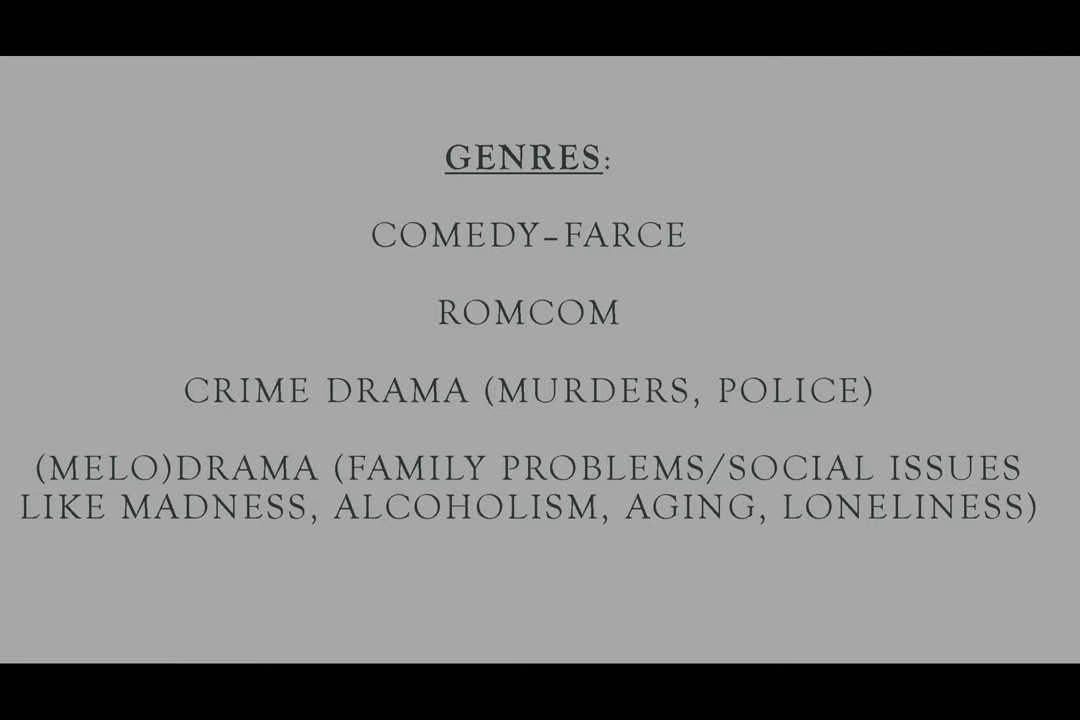 GENRES:
COMEDY–FARCE
ROMCOM
CRIME DRAMA (MURDERS, POLICE)
(MELO)DRAMA (FAMILY PROBLEMS/SOCIAL ISSUES
LIKE MADNESS, ALCOHOLISM, AGING, LONELINESS)